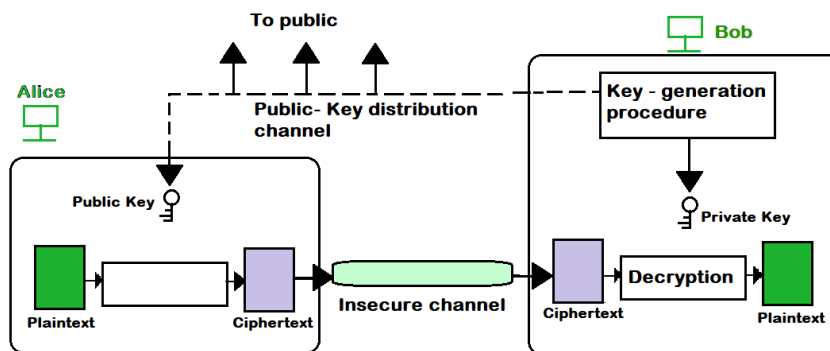 To public
Bob
Alice
Key - generation
procedure
Public- Key distribution
channel
Public Key
Private Key
Decryption
Insecure channel
Plaintext
Ciphertext
Ciphertext
Plaintext